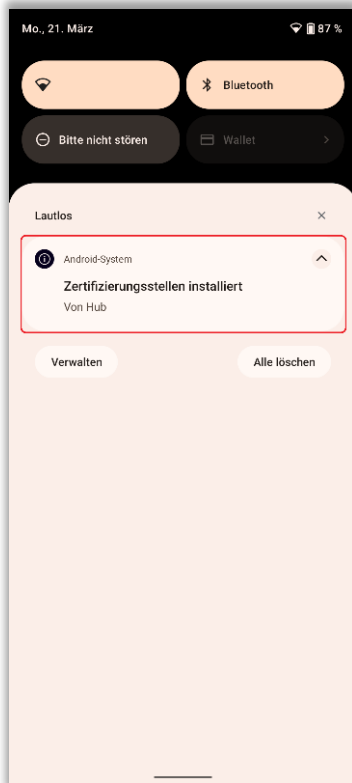 Mo., 21. März 87 %
Bluetooth
Bitte nicht stören Wallet
Lautlos
Android-System
Zertifizierungsstellen installiert
Von Hub
Verwalten Alle löschen